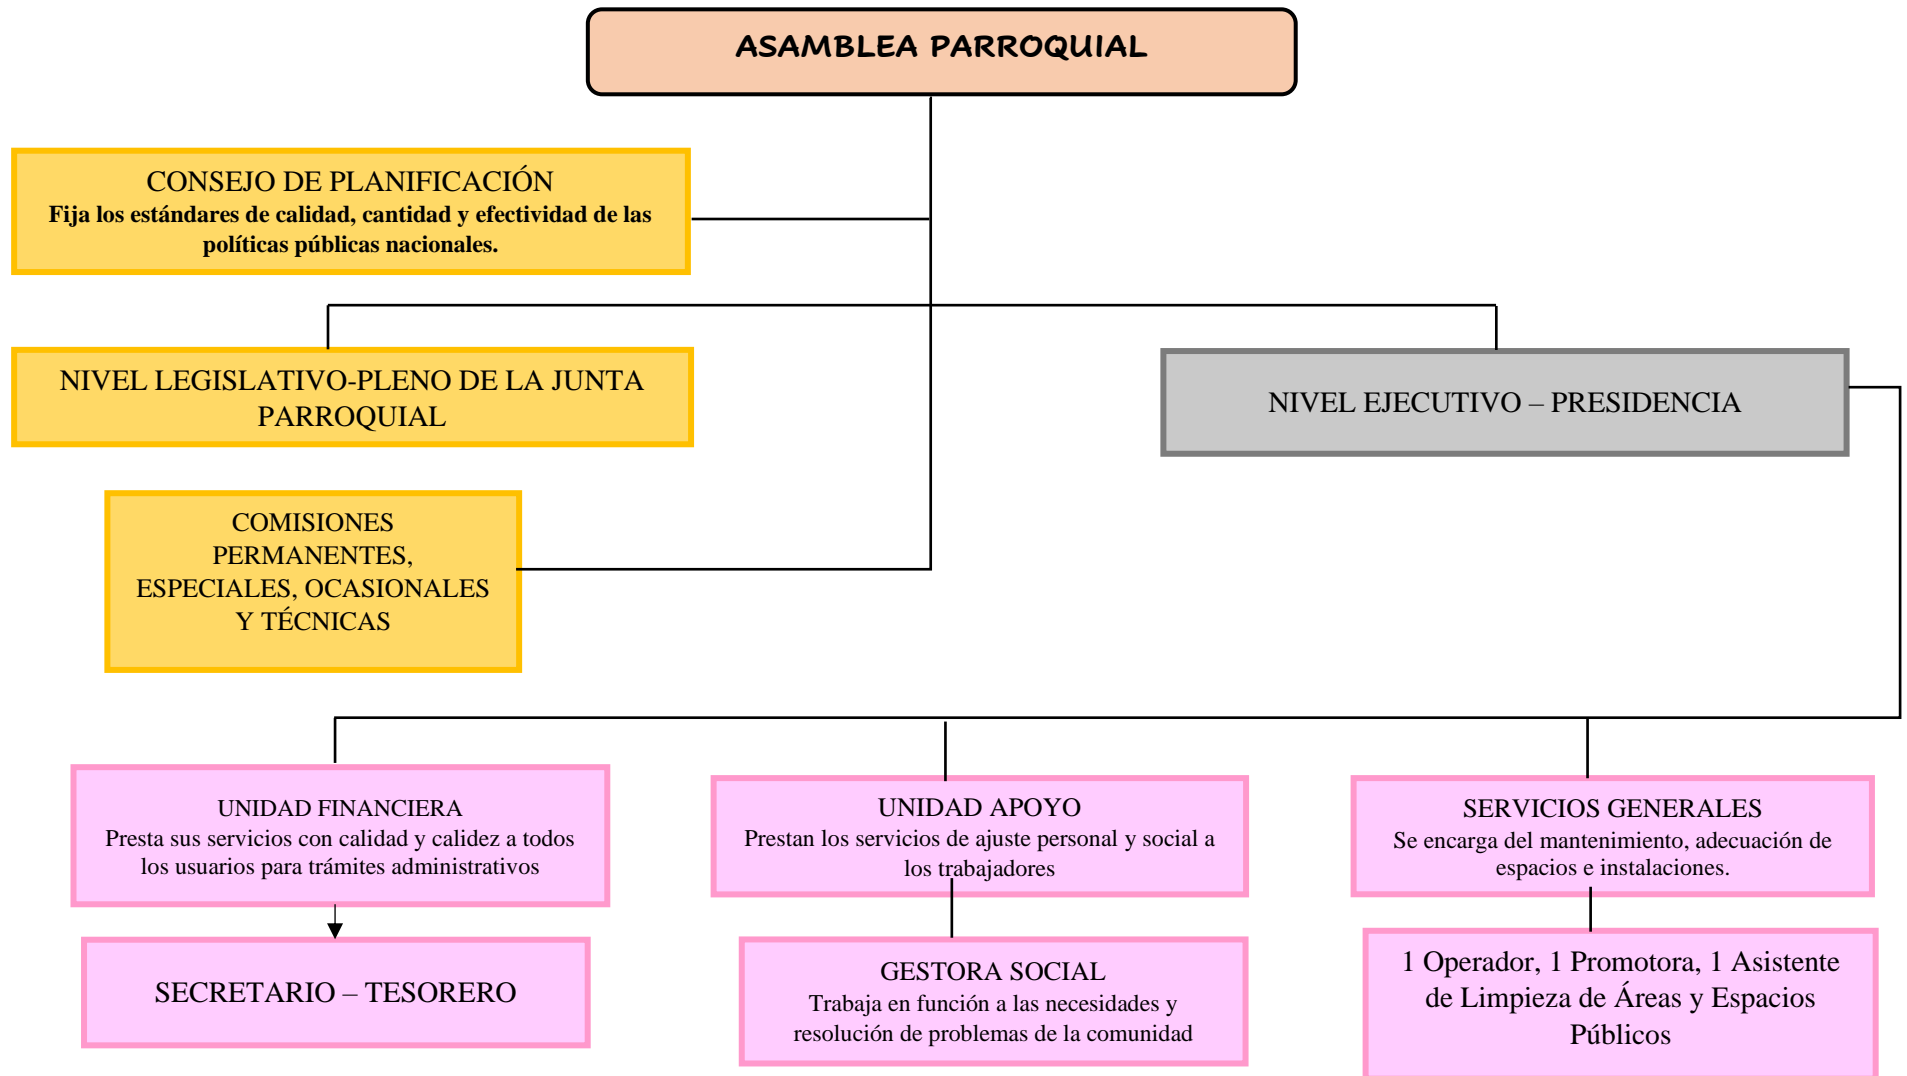 ASAMBLEA PARROQUIAL
CONSEJO DE PLANIFICACIÓN
Fija los estándares de calidad, cantidad y efectividad de las
políticas públicas nacionales.
NIVEL LEGISLATIVO-PLENO DE LA JUNTA
PARROQUIAL
NIVEL EJECUTIVO – PRESIDENCIA
COMISIONES
PERMANENTES,
ESPECIALES, OCASIONALES
Y TÉCNICAS
UNIDAD FINANCIERA
Presta sus servicios con calidad y calidez a todos
los usuarios para trámites administrativos
UNIDAD APOYO
Prestan los servicios de ajuste personal y social a
los trabajadores
SERVICIOS GENERALES
Se encarga del mantenimiento, adecuación de
espacios e instalaciones.
SECRETARIO – TESORERO
GESTORA SOCIAL
Trabaja en función a las necesidades y
resolución de problemas de la comunidad
1 Operador, 1 Promotora, 1 Asistente
de Limpieza de Áreas y Espacios
Públicos